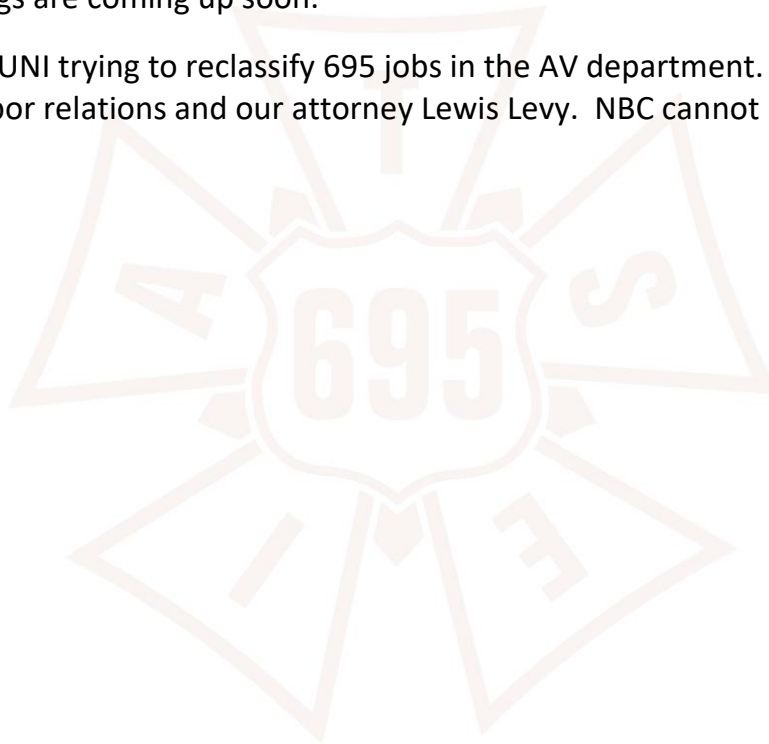 gs are coming up soon.
UNI trying to reclassify 695 jobs in the AV department.
bor relations and our attorney Lewis Levy.  NBC cannot
I A T S E
695